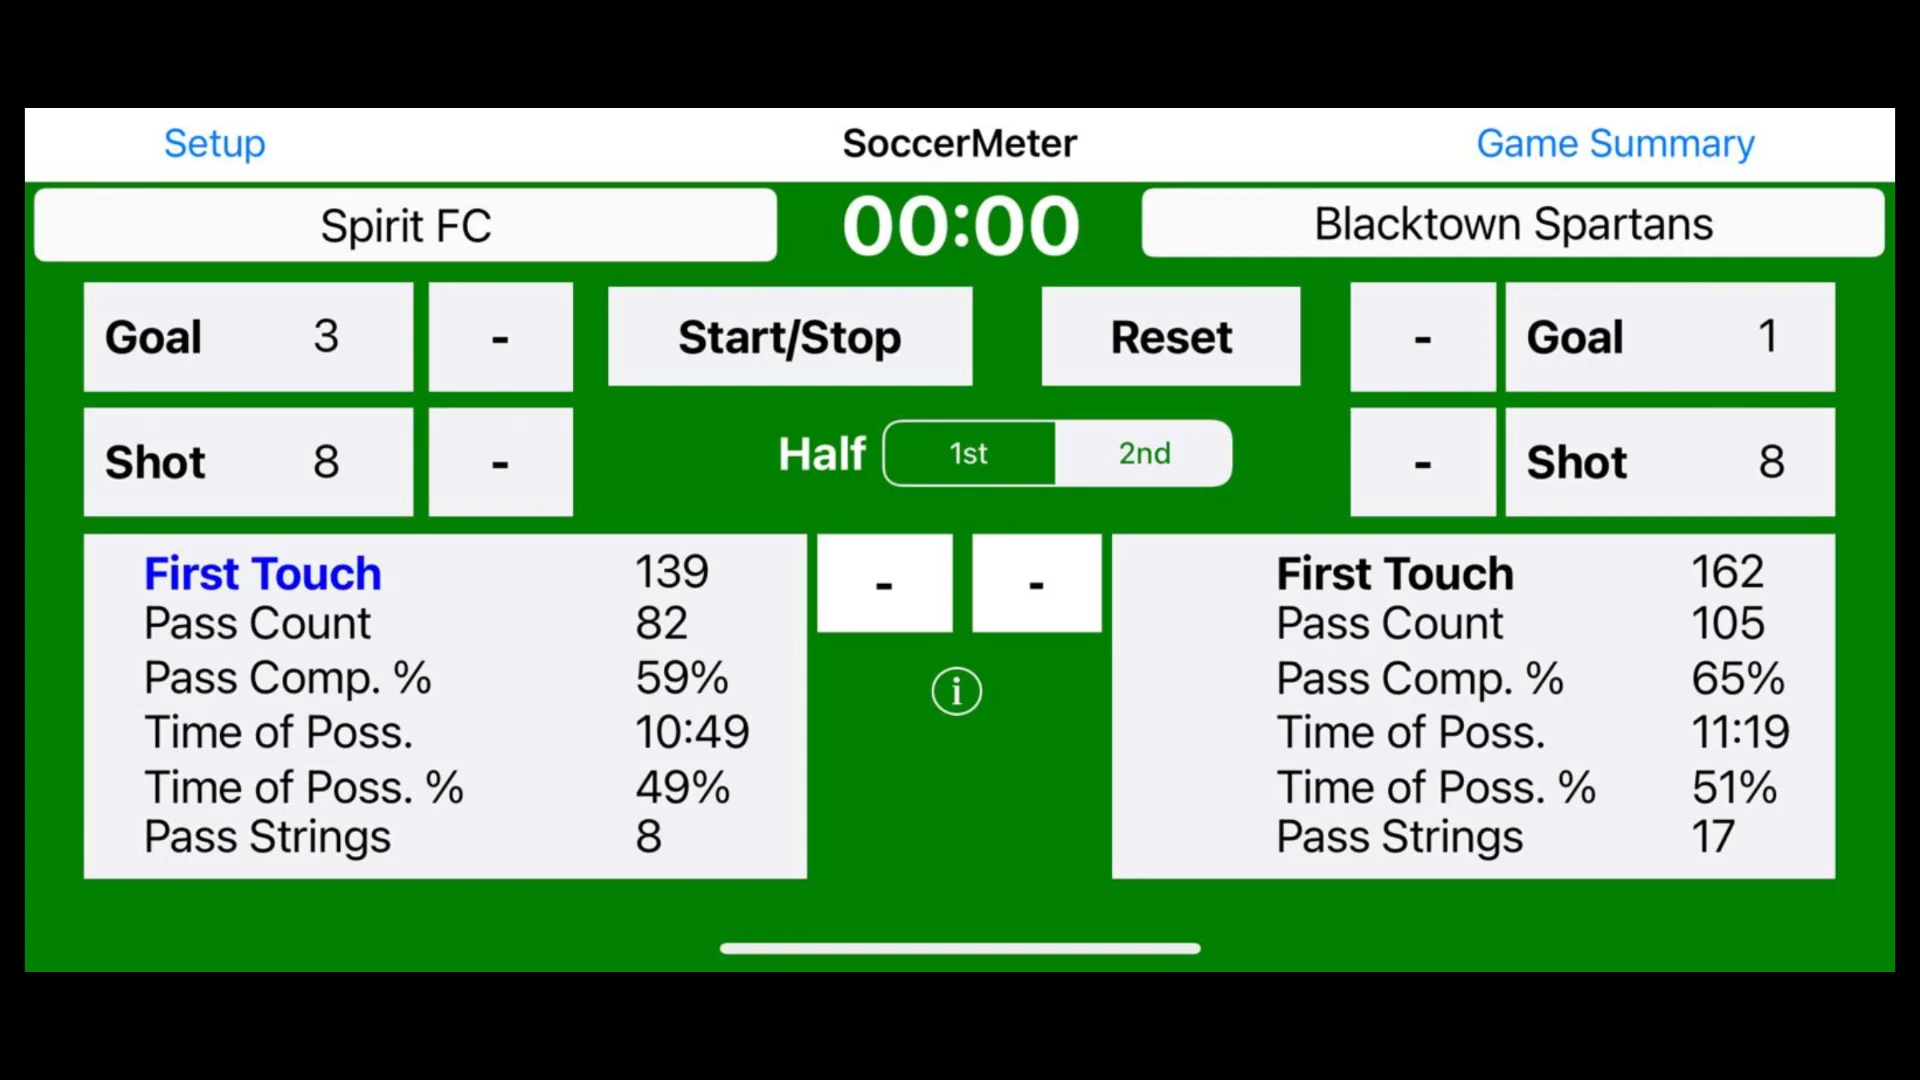 Setup SoccerMeter Game Summary
Spirit FC 00:00 Blacktown Spartans
Goal 3 - Start/Stop Reset - Goal 1
Shot 8 - Half 1st 2nd - Shot 8
First Touch 139 - - First Touch 162
Pass Count 82 Pass Count 105
Pass Comp. % 59% Pass Comp. % 65%
Time of Poss. 10:49 Time of Poss. 11:19
Time of Poss. % 49% Time of Poss. % 51%
Pass Strings 8 Pass Strings 17